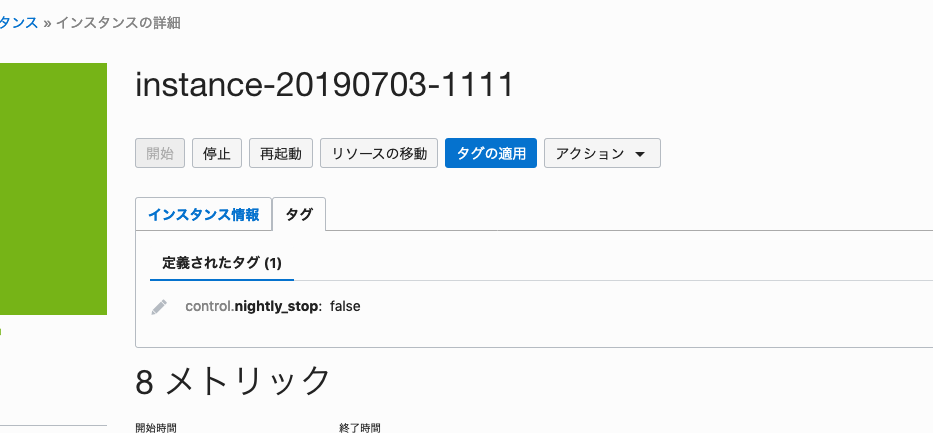 タンス » インスタンスの詳細
instance-20190703-1111
開始 停止 再起動 リソースの移動 タグの適用 アクション
インスタンス情報 タグ
定義されたタグ (1)
control.nightly_stop: false
8 メトリック
開始時間 終了時間